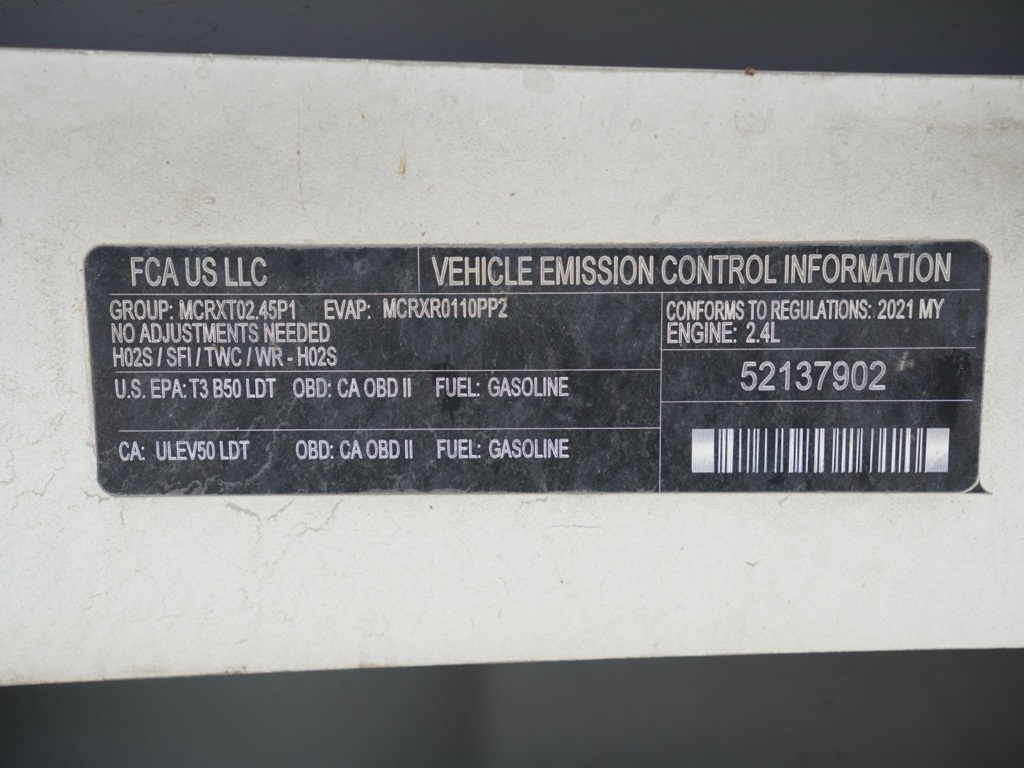 FCA US LLC
VEHICLE EMISSION CONTROL INFORMATION
GROUP: MCRXT02.45P1 EVAP: MCRXR0110PP2
NO ADJUSTMENTS NEEDED
H02S / SFI / TWC / WR - H02S
U.S. EPA: T3 B50 LDT OBD: CA OBD II FUEL: GASOLINE
CA: ULEV50 LDT OBD: CA OBD II FUEL: GASOLINE
CONFORMS TO REGULATIONS: 2021 MY
ENGINE: 2.4L
52137902